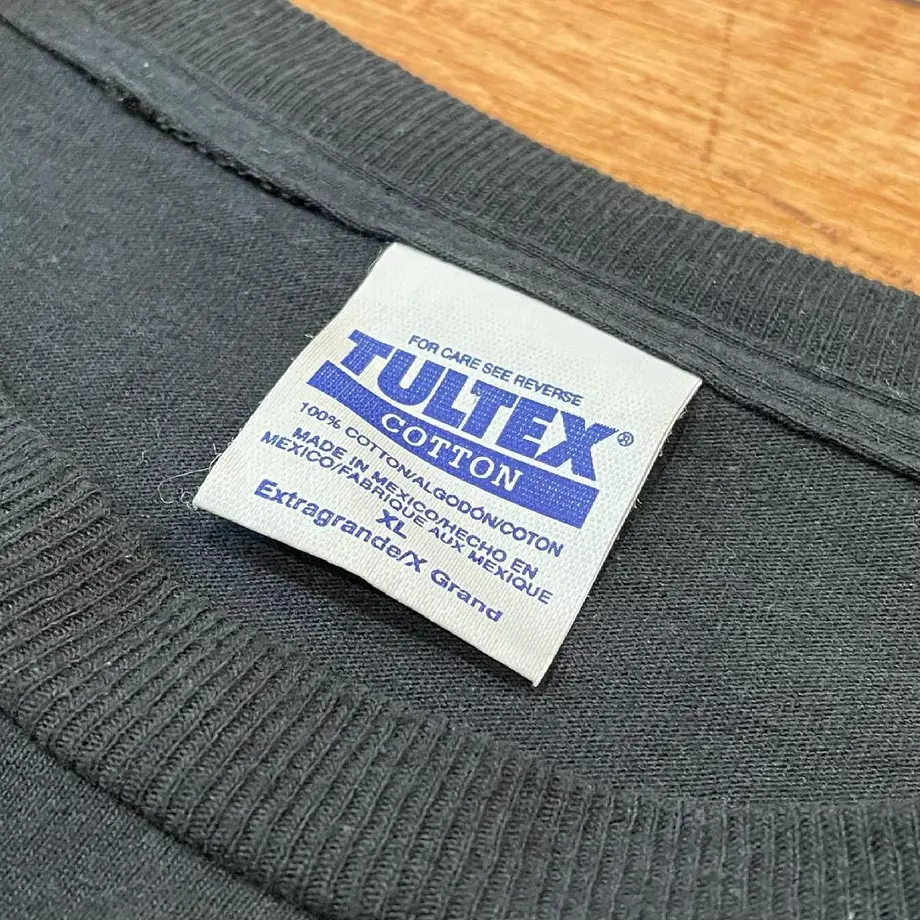 FOR CARE SEE REVERSE
TULTEX®
COTTON
100% COTTON/ALGODÓN/COTON
MADE IN MEXICO/HECHO EN
MEXICO/FABRIQUE AUX MEXIQUE
XL
Extragrande/X Grand